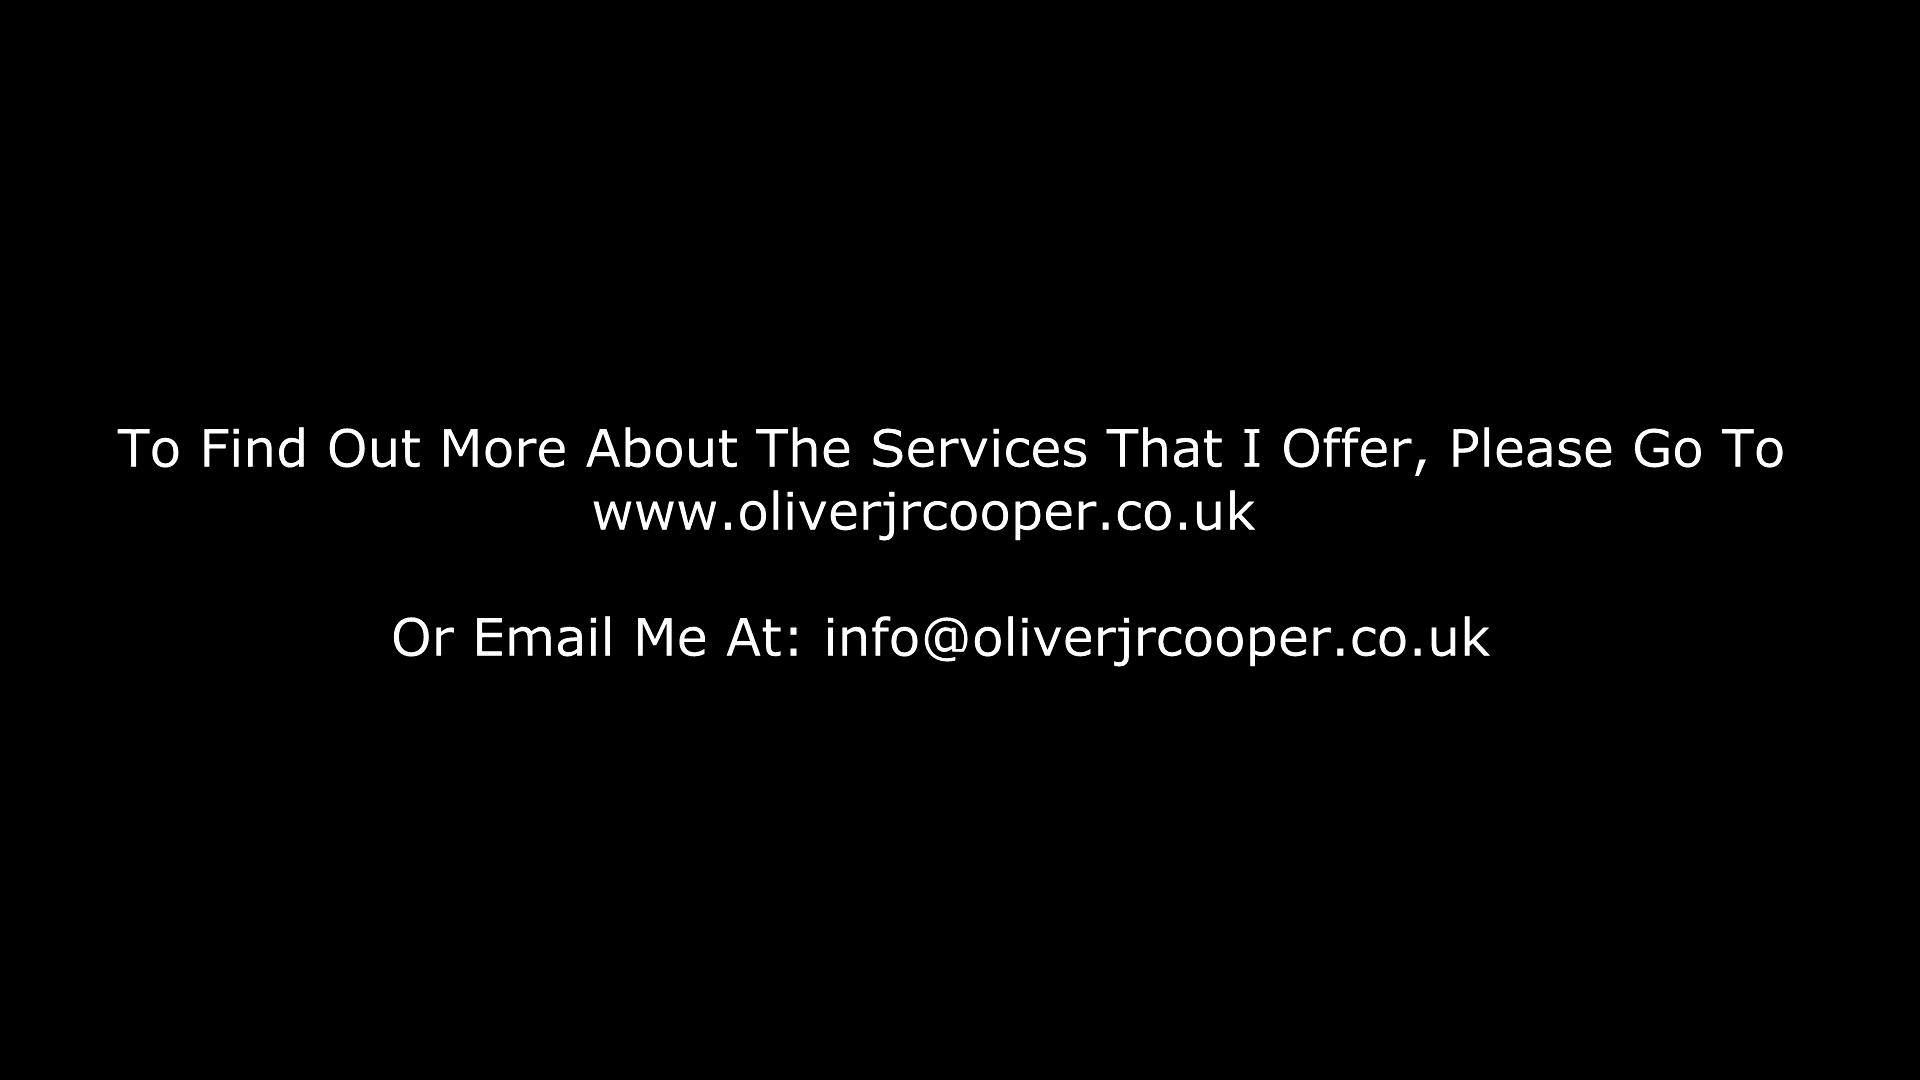 To Find Out More About The Services That I Offer, Please Go To
www.oliverjrcooper.co.uk
Or Email Me At: info@oliverjrcooper.co.uk